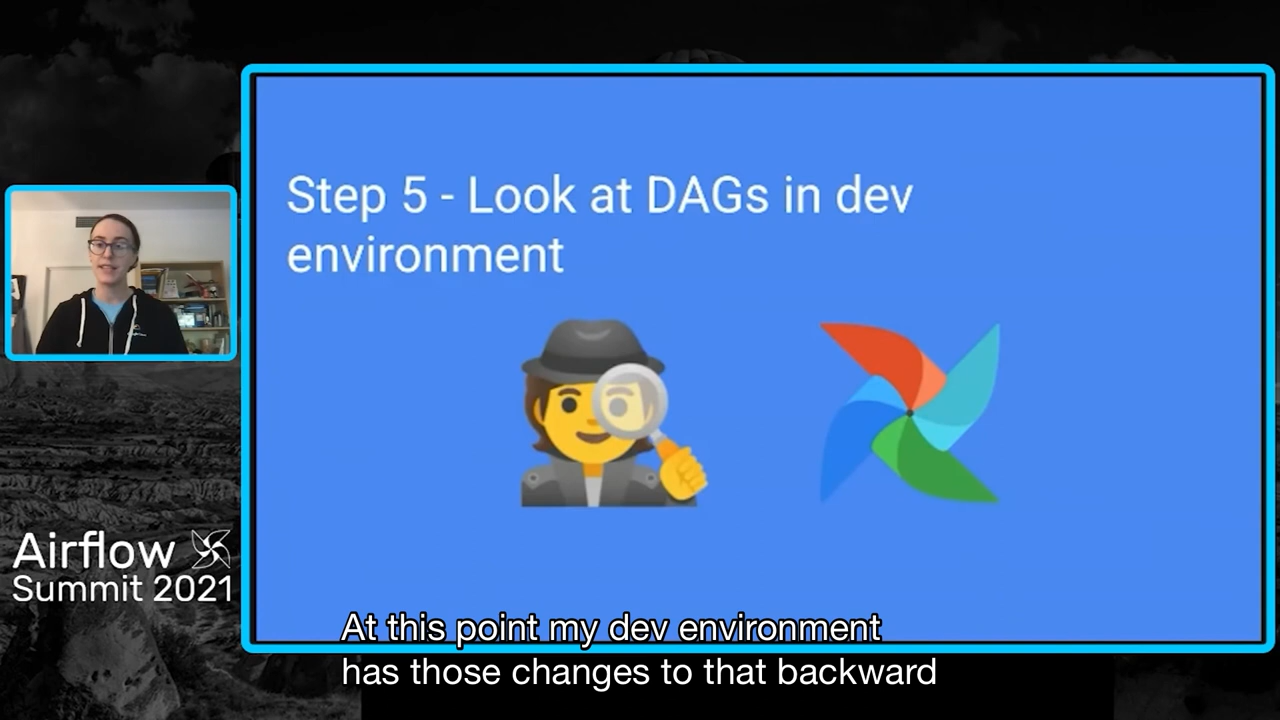 Step 5 - Look at DAGs in dev
environment
Airflow
Summit 2021
At this point my dev environment
has those changes to that backward